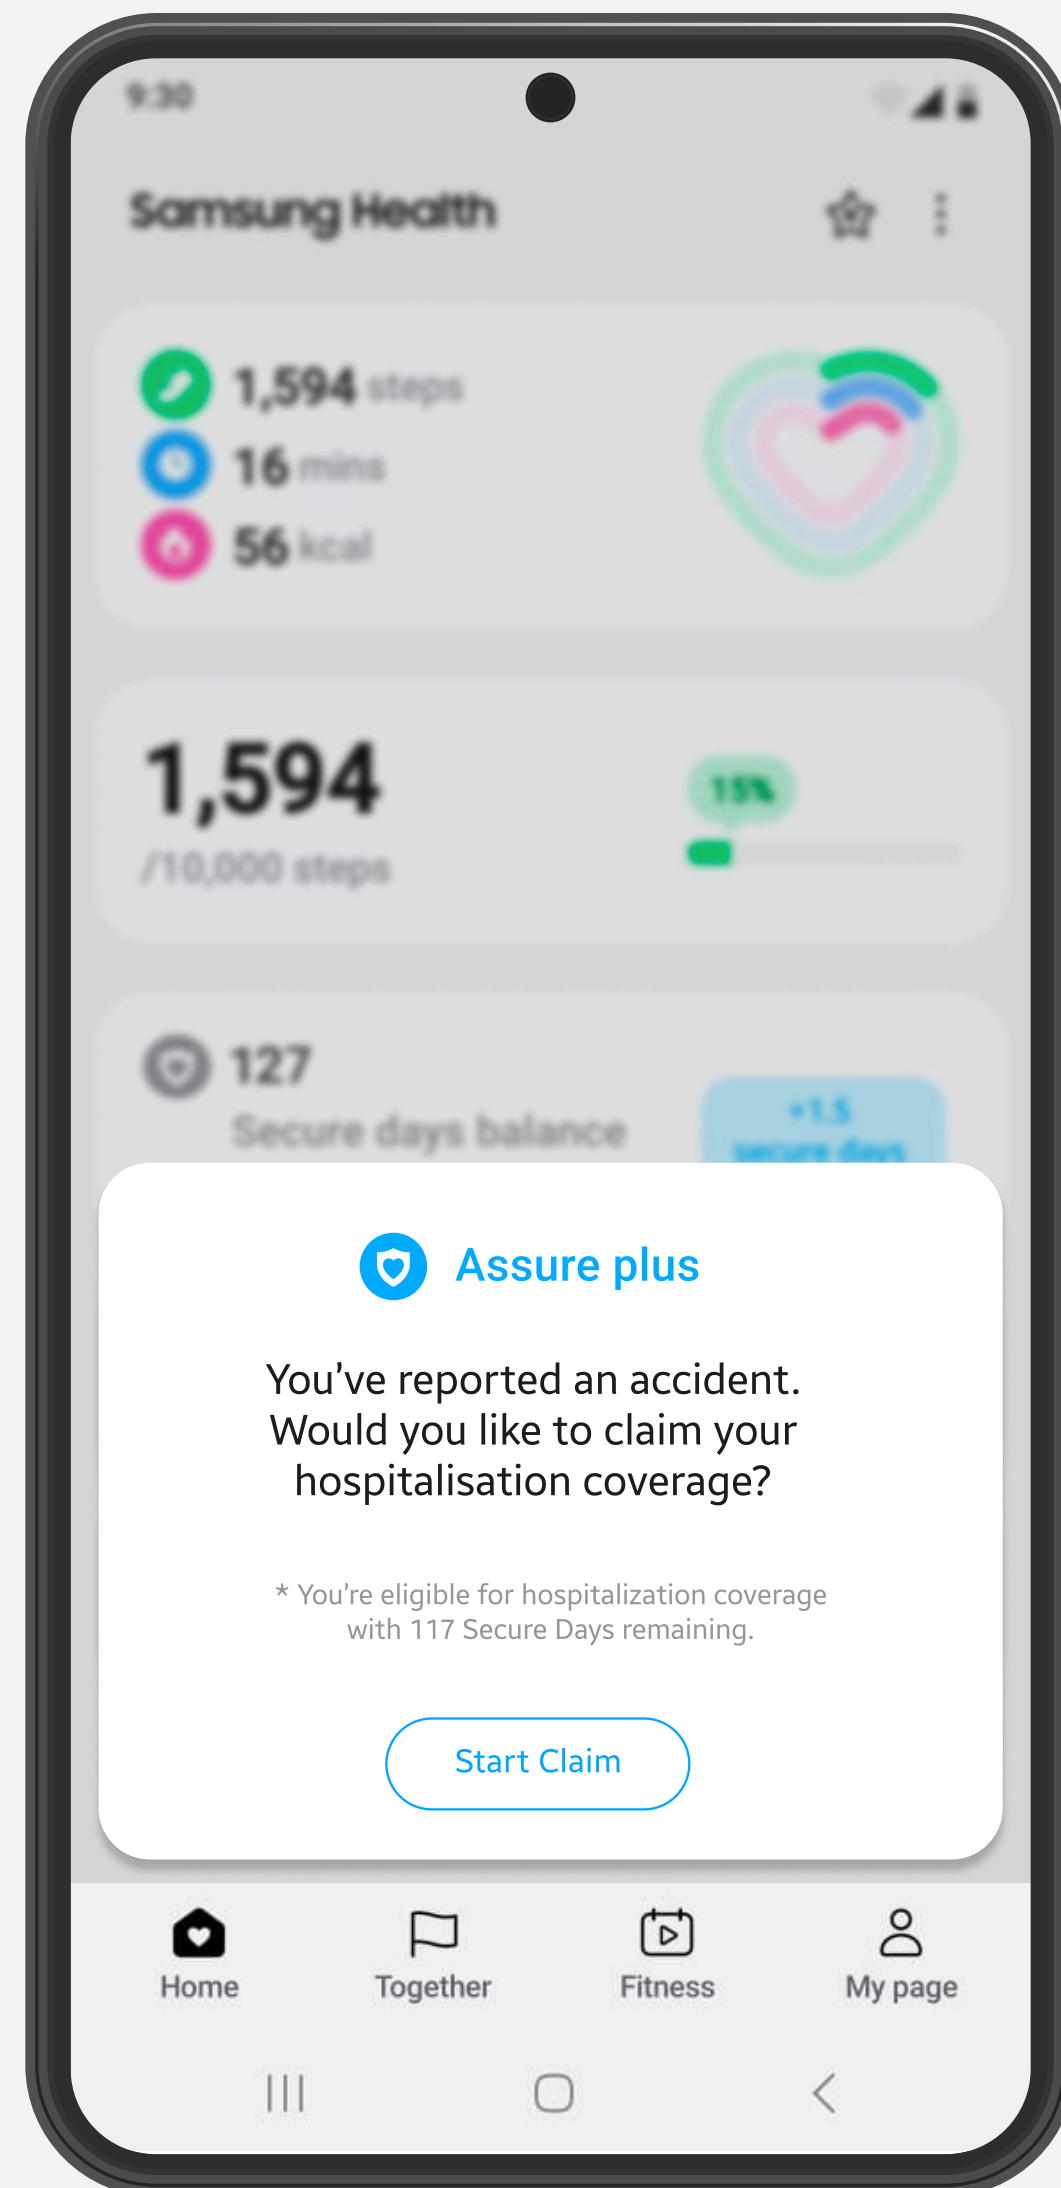 9:30
Samsung Health
1,594 steps
16 mins
56 kcal
1,594
15%
/10,000 steps
127
+1.5
Secure days balance
secure days
Assure plus
You've reported an accident.
Would you like to claim your
hospitalisation coverage?
* You're eligible for hospitalization coverage
with 117 Secure Days remaining.
Start Claim
Home
Together
Fitness
My page